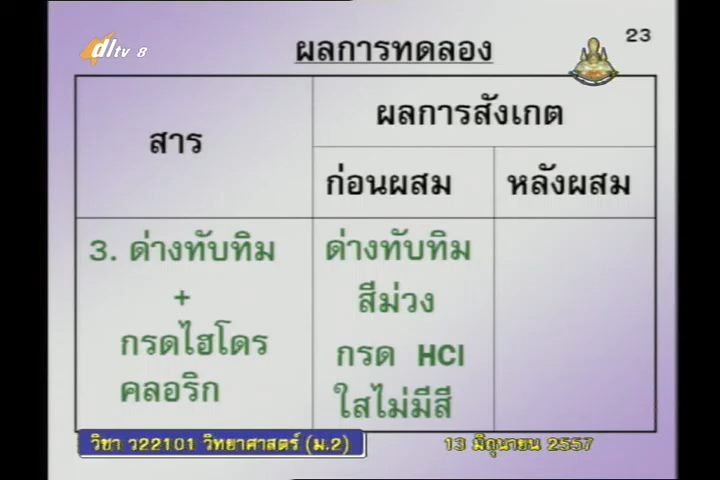 dltv 8
ผลการทดลอง
23
สาร
ผลการสังเกต
ก่อนผสม
หลังผสม
3. ด่างทับทิม
+
กรดไฮโดร
คลอริก
ด่างทับทิม
สีม่วง
กรด HCl
ใสไม่มีสี
วิชา ว22101 วิทยาศาสตร์ (ม.2)
13 มิถุนายน 2557